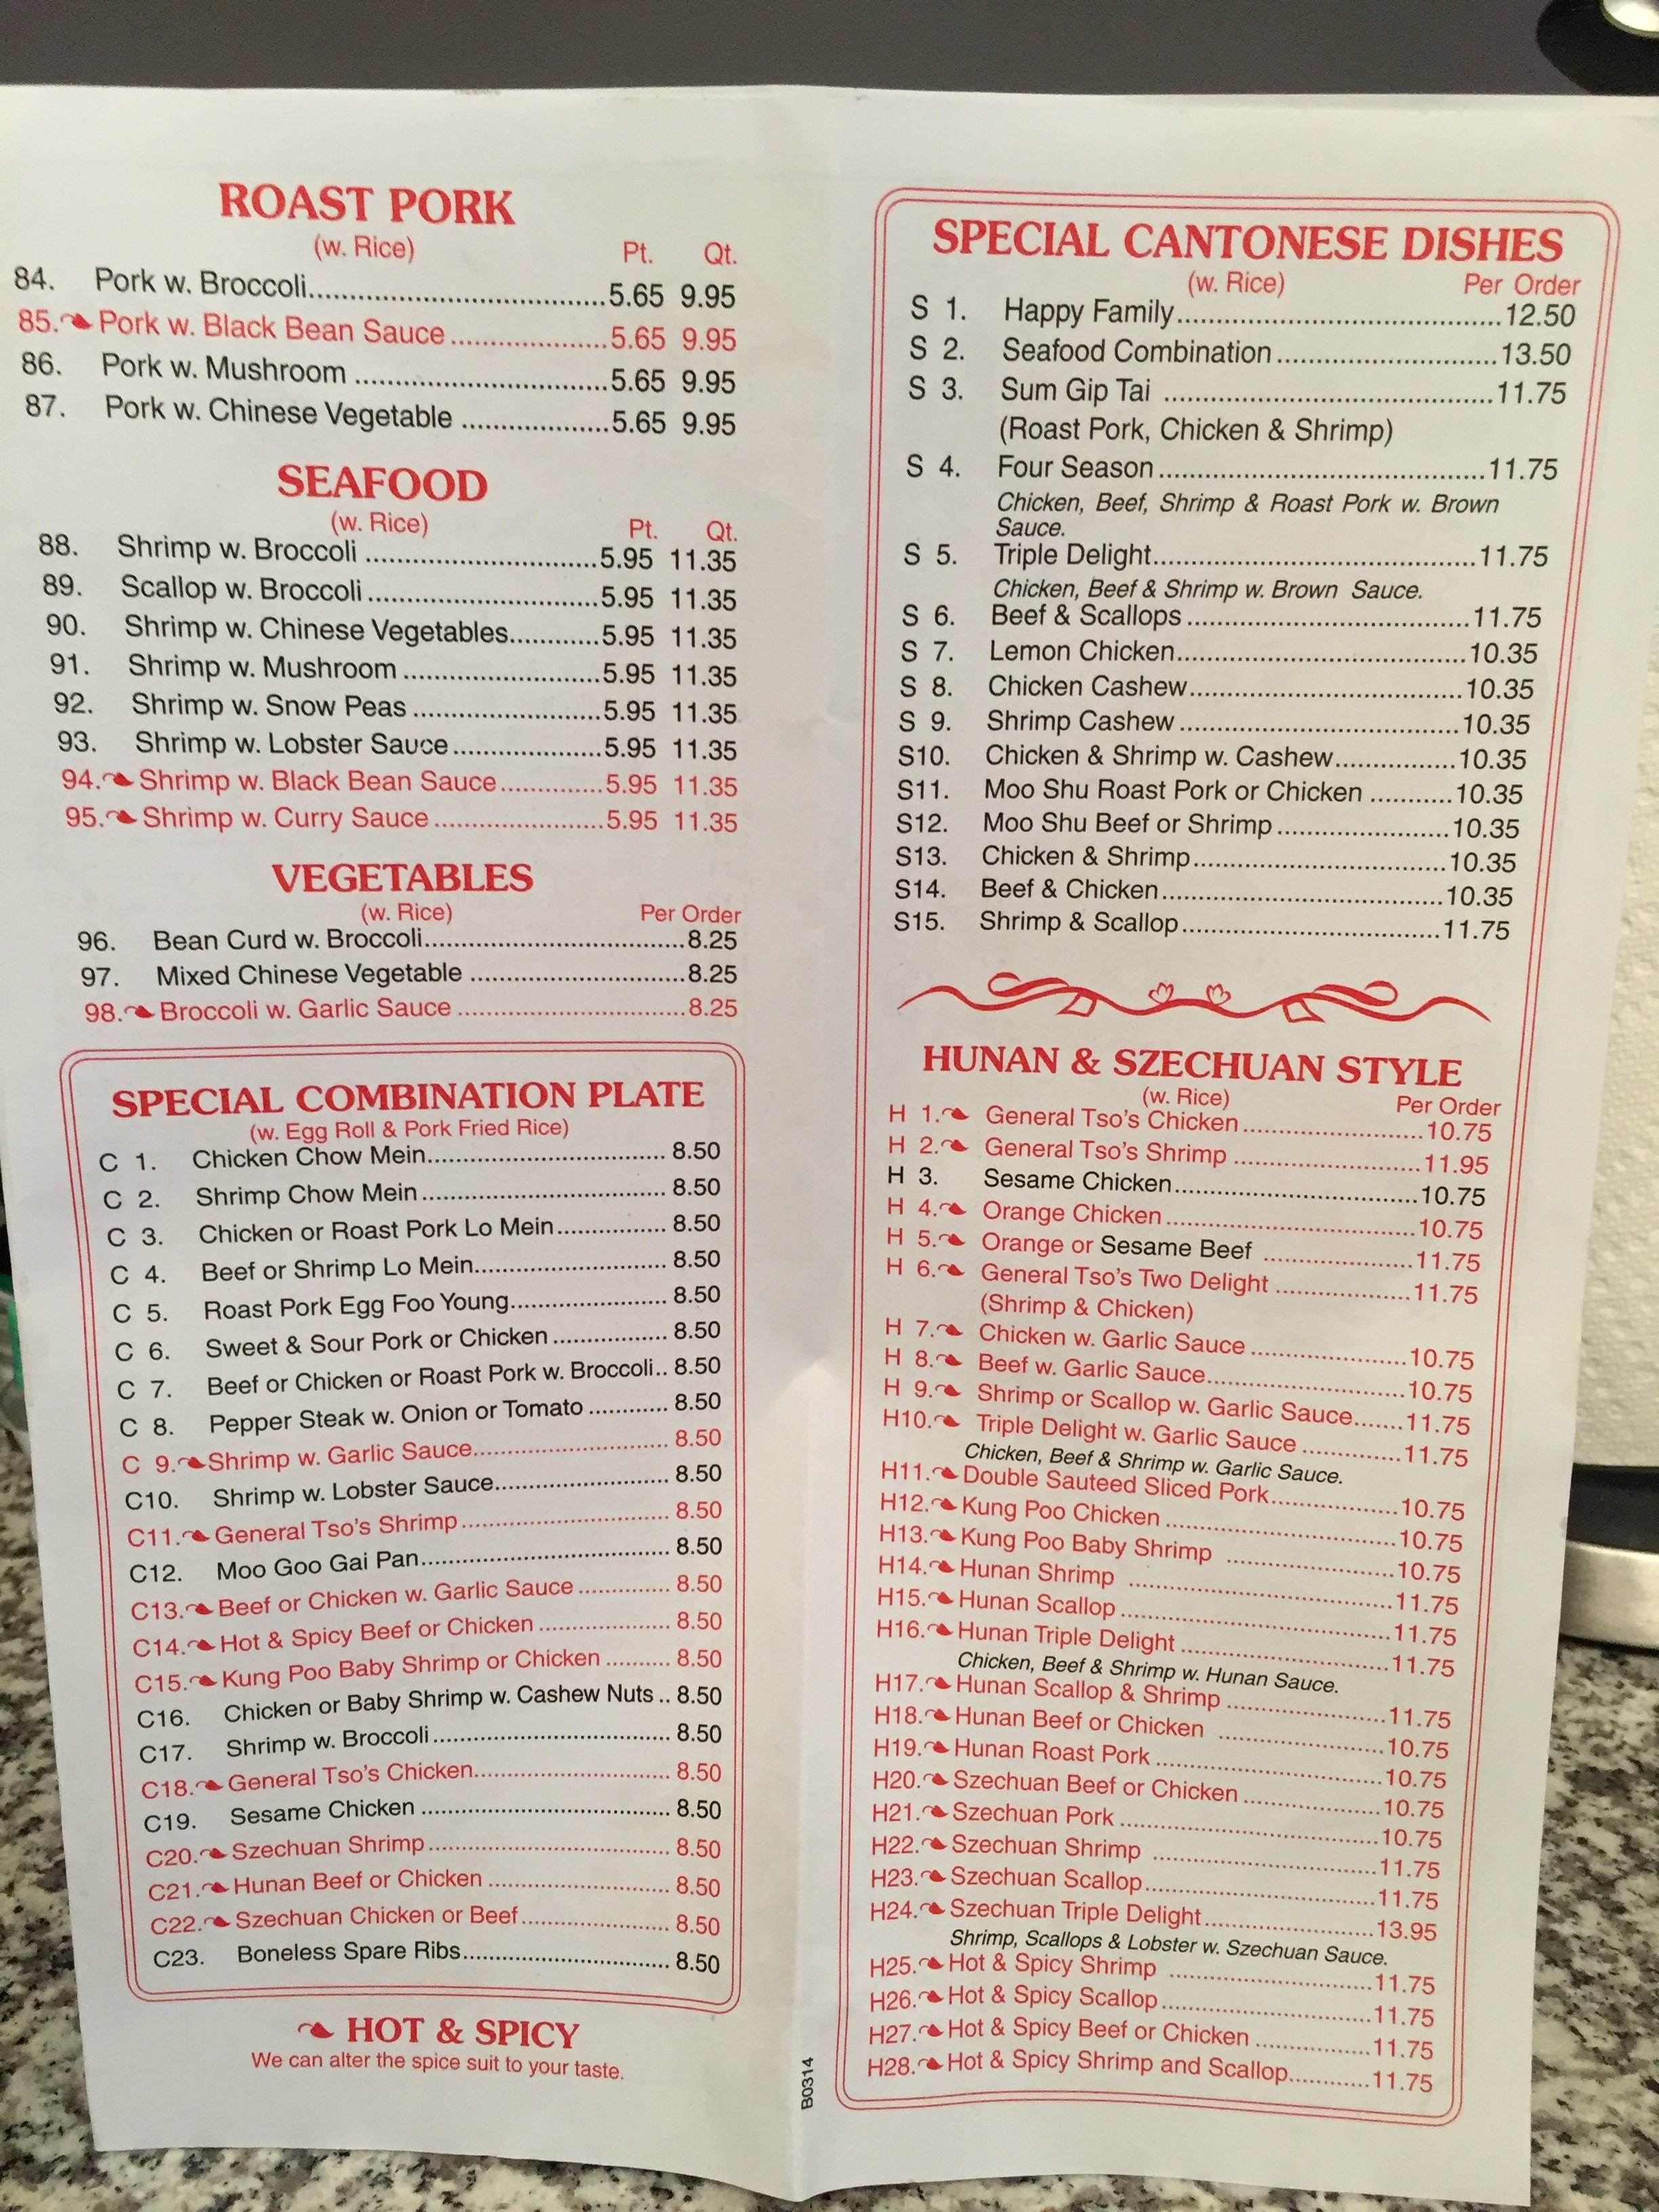 ROAST PORK
(w. Rice) Pt. Qt.
84. Pork w. Broccoli.................................5.65 9.95
85. Pork w. Black Bean Sauce ....................5.65 9.95
86. Pork w. Mushroom ................................5.65 9.95
87. Pork w. Chinese Vegetable ...................5.65 9.95
SEAFOOD
(w. Rice) Pt. Qt.
88. Shrimp w. Broccoli ..............................5.95 11.35
89. Scallop w. Broccoli ..............................5.95 11.35
90. Shrimp w. Chinese Vegetables............5.95 11.35
91. Shrimp w. Mushroom ..........................5.95 11.35
92. Shrimp w. Snow Peas .........................5.95 11.35
93. Shrimp w. Lobster Sauce ....................5.95 11.35
94. Shrimp w. Black Bean Sauce..............5.95 11.35
95. Shrimp w. Curry Sauce .......................5.95 11.35
VEGETABLES
(w. Rice) Per Order
96. Bean Curd w. Broccoli.....................................8.25
97. Mixed Chinese Vegetable ...............................8.25
98. Broccoli w. Garlic Sauce .................................8.25
SPECIAL COMBINATION PLATE
(w. Egg Roll & Pork Fried Rice)
C 1. Chicken Chow Mein.................................. 8.50
C 2. Shrimp Chow Mein ................................... 8.50
C 3. Chicken or Roast Pork Lo Mein................ 8.50
C 4. Beef or Shrimp Lo Mein............................ 8.50
C 5. Roast Pork Egg Foo Young....................... 8.50
C 6. Sweet & Sour Pork or Chicken ................. 8.50
C 7. Beef or Chicken or Roast Pork w. Broccoli.. 8.50
C 8. Pepper Steak w. Onion or Tomato ............ 8.50
C 9. Shrimp w. Garlic Sauce............................ 8.50
C10. Shrimp w. Lobster Sauce......................... 8.50
C11. General Tso's Shrimp .............................. 8.50
C12. Moo Goo Gai Pan.................................... 8.50
C13. Beef or Chicken w. Garlic Sauce ............. 8.50
C14. Hot & Spicy Beef or Chicken ................... 8.50
C15. Kung Poo Baby Shrimp or Chicken .......... 8.50
C16. Chicken or Baby Shrimp w. Cashew Nuts .. 8.50
C17. Shrimp w. Broccoli ................................... 8.50
C18. General Tso's Chicken............................. 8.50
C19. Sesame Chicken ..................................... 8.50
C20. Szechuan Shrimp.................................... 8.50
C21. Hunan Beef or Chicken ........................... 8.50
C22. Szechuan Chicken or Beef...................... 8.50
C23. Boneless Spare Ribs............................... 8.50
HOT & SPICY
We can alter the spice suit to your taste.
B0314
SPECIAL CANTONESE DISHES
(w. Rice) Per Order
S 1. Happy Family...........................................12.50
S 2. Seafood Combination .............................13.50
S 3. Sum Gip Tai ............................................11.75
(Roast Pork, Chicken & Shrimp)
S 4. Four Season............................................11.75
Chicken, Beef, Shrimp & Roast Pork w. Brown
Sauce.
S 5. Triple Delight...........................................11.75
Chicken, Beef & Shrimp w. Brown Sauce.
S 6. Beef & Scallops ......................................11.75
S 7. Lemon Chicken.......................................10.35
S 8. Chicken Cashew.....................................10.35
S 9. Shrimp Cashew ......................................10.35
S10. Chicken & Shrimp w. Cashew................10.35
S11. Moo Shu Roast Pork or Chicken ...........10.35
S12. Moo Shu Beef or Shrimp .......................10.35
S13. Chicken & Shrimp..................................10.35
S14. Beef & Chicken......................................10.35
S15. Shrimp & Scallop...................................11.75
HUNAN & SZECHUAN STYLE
(w. Rice) Per Order
H 1. General Tso's Chicken .........................10.75
H 2. General Tso's Shrimp ..........................11.95
H 3. Sesame Chicken..................................10.75
H 4. Orange Chicken ...................................10.75
H 5. Orange or Sesame Beef .....................11.75
H 6. General Tso's Two Delight ..................11.75
(Shrimp & Chicken)
H 7. Chicken w. Garlic Sauce .....................10.75
H 8. Beef w. Garlic Sauce...........................10.75
H 9. Shrimp or Scallop w. Garlic Sauce.......11.75
H10. Triple Delight w. Garlic Sauce .............11.75
Chicken, Beef & Shrimp w. Garlic Sauce.
H11. Double Sauteed Sliced Pork.................10.75
H12. Kung Poo Chicken ...............................10.75
H13. Kung Poo Baby Shrimp .......................10.75
H14. Hunan Shrimp .....................................11.75
H15. Hunan Scallop .....................................11.75
H16. Hunan Triple Delight ............................11.75
Chicken, Beef & Shrimp w. Hunan Sauce.
H17. Hunan Scallop & Shrimp .....................11.75
H18. Hunan Beef or Chicken .......................10.75
H19. Hunan Roast Pork ...............................10.75
H20. Szechuan Beef or Chicken ..................10.75
H21. Szechuan Pork ....................................10.75
H22. Szechuan Shrimp ................................11.75
H23. Szechuan Scallop................................11.75
H24. Szechuan Triple Delight.......................13.95
Shrimp, Scallops & Lobster w. Szechuan Sauce.
H25. Hot & Spicy Shrimp .............................11.75
H26. Hot & Spicy Scallop.............................11.75
H27. Hot & Spicy Beef or Chicken ................11.75
H28. Hot & Spicy Shrimp and Scallop............11.75